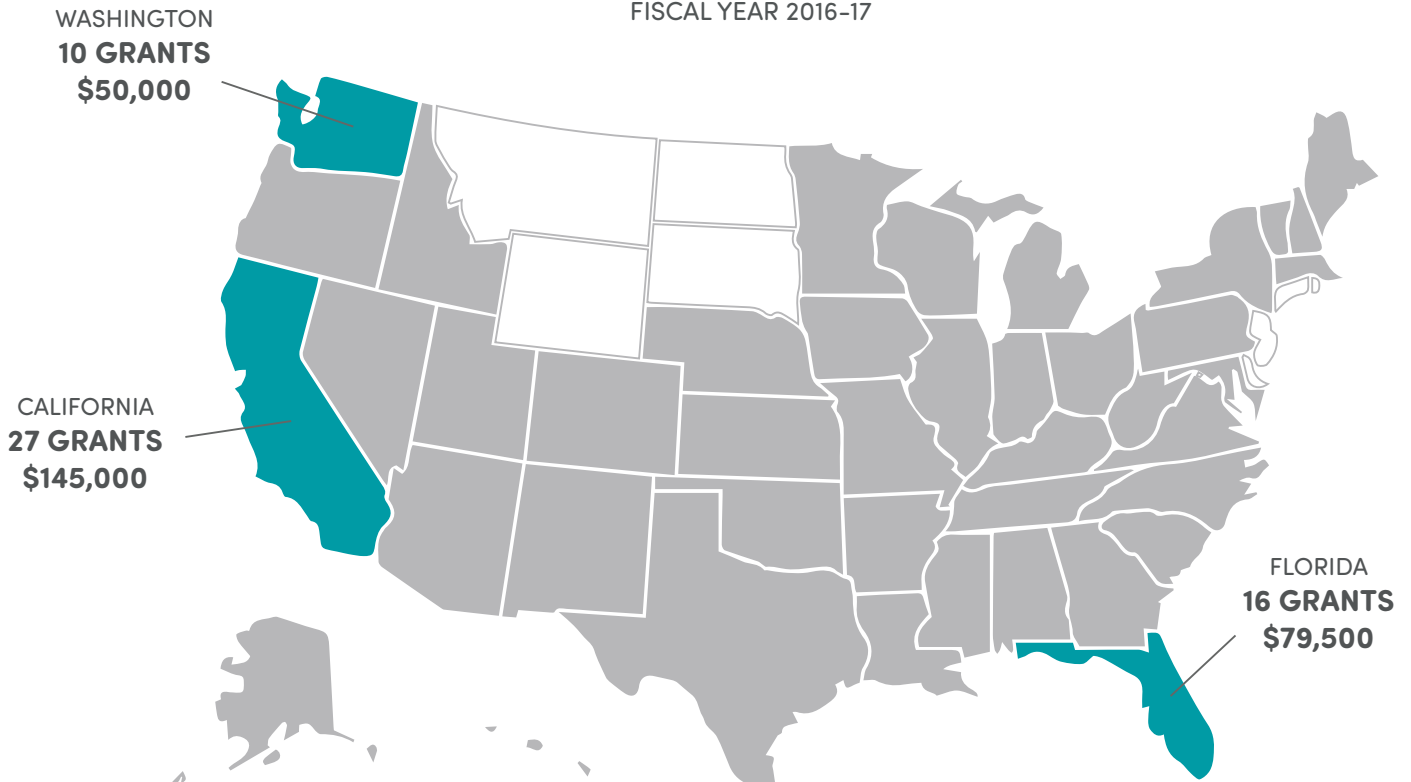 FISCAL YEAR 2016-17
WASHINGTON
10 GRANTS
$50,000
CALIFORNIA
27 GRANTS
$145,000
FLORIDA
16 GRANTS
$79,500